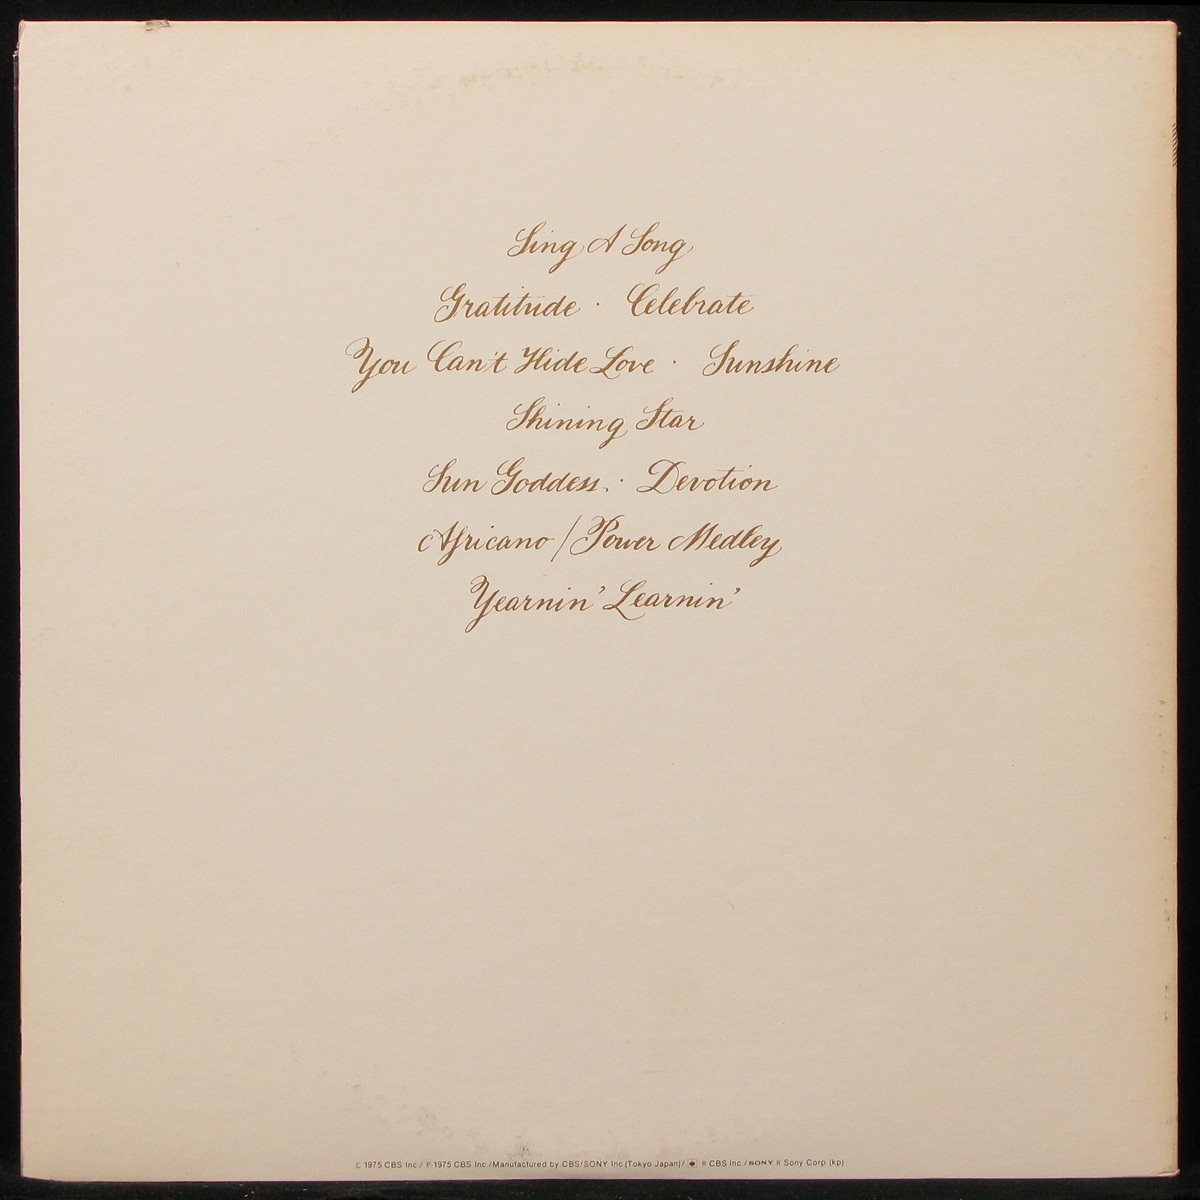 Sing A Song
Gratitude · Celebrate
You Can't Hide Love · Sunshine
Shining Star
Sun Goddess · Devotion
Africano / Power Medley
Yearnin' Learnin'
© 1975 CBS Inc./ ℗ 1975 CBS Inc./Manufactured by CBS/SONY Inc.(Tokyo Japan)/ R CBS Inc./SONY R Sony Corp.(kp)